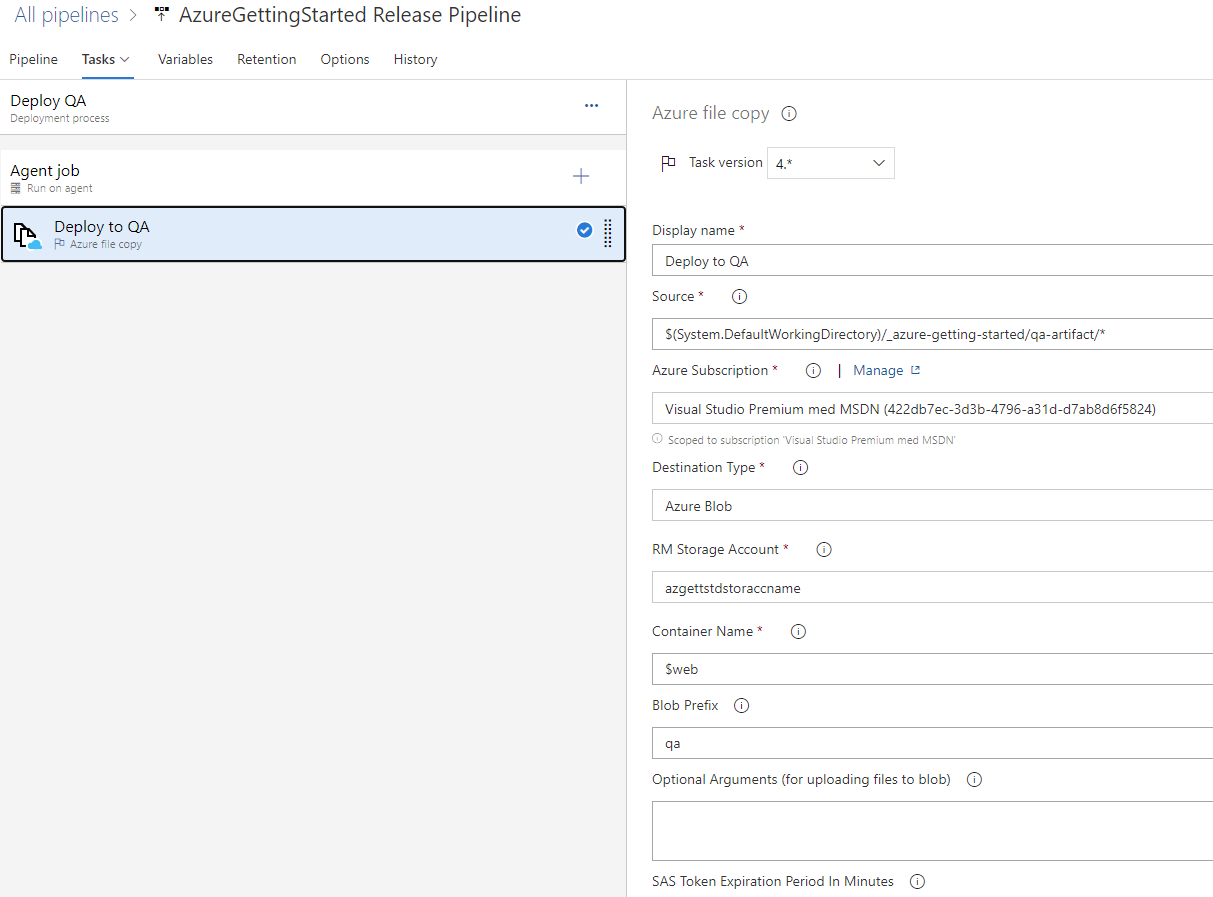 All pipelines > AzureGettingStarted Release Pipeline
Pipeline Tasks Variables Retention Options History
Deploy QA
Deployment process
Agent job
Run on agent
Deploy to QA
Azure file copy
Azure file copy
Task version 4.*
Display name *
Deploy to QA
Source *
$(System.DefaultWorkingDirectory)/_azure-getting-started/qa-artifact/*
Azure Subscription * | Manage
Visual Studio Premium med MSDN (422db7ec-3d3b-4796-a31d-d7ab8d6f5824)
Scoped to subscription 'Visual Studio Premium med MSDN'
Destination Type *
Azure Blob
RM Storage Account *
azgettstdstoraccname
Container Name *
$web
Blob Prefix
qa
Optional Arguments (for uploading files to blob)
SAS Token Expiration Period In Minutes